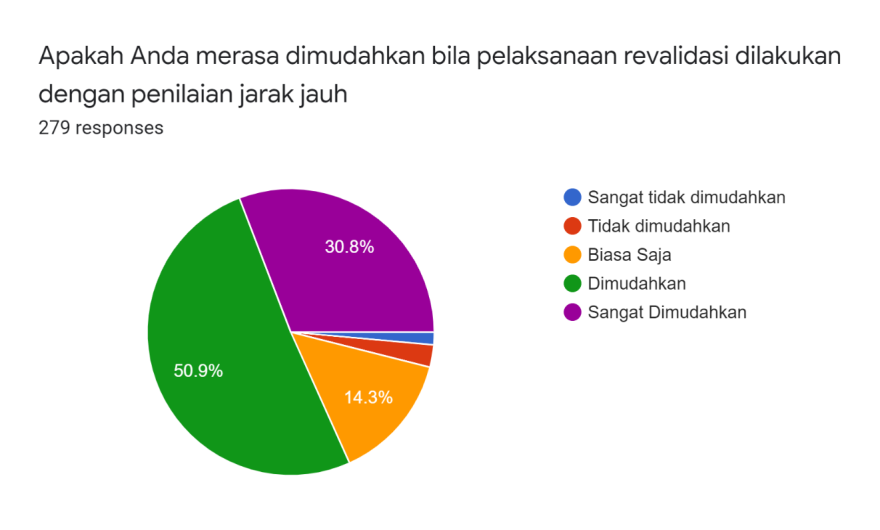 Apakah Anda merasa dimudahkan bila pelaksanaan revalidasi dilakukan
dengan penilaian jarak jauh
279 responses
Sangat tidak dimudahkan
Tidak dimudahkan
Biasa Saja
Dimudahkan
Sangat Dimudahkan
30.8%
50.9%
14.3%